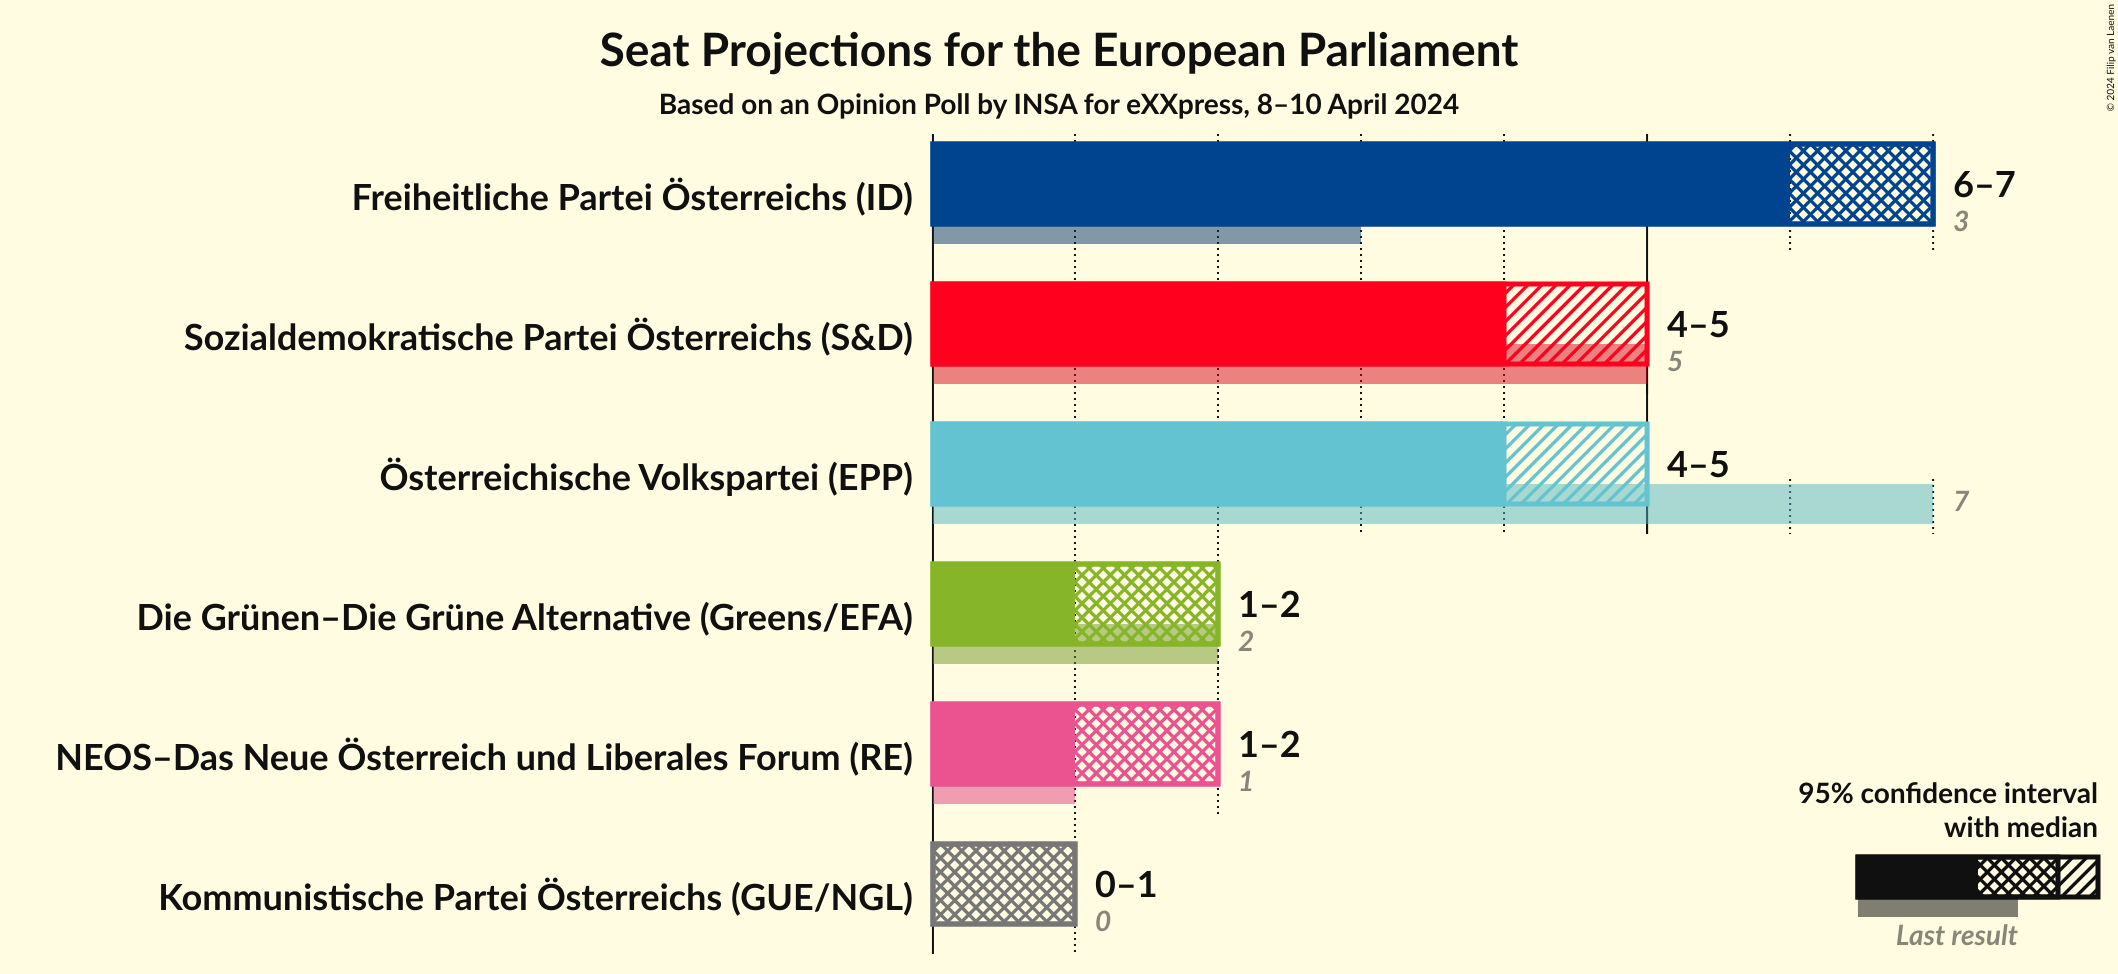 Seat Projections for the European Parliament
Based on an Opinion Poll by INSA for eXXpress, 8–10 April 2024
© 2024 Filip van Laenen
Freiheitliche Partei Österreichs (ID)
6–7
3
Sozialdemokratische Partei Österreichs (S&D)
4–5
5
Österreichische Volkspartei (EPP)
4–5
7
Die Grünen–Die Grüne Alternative (Greens/EFA)
1–2
2
NEOS–Das Neue Österreich und Liberales Forum (RE)
1–2
1
Kommunistische Partei Österreichs (GUE/NGL)
0–1
0
95% confidence interval
with median
Last result